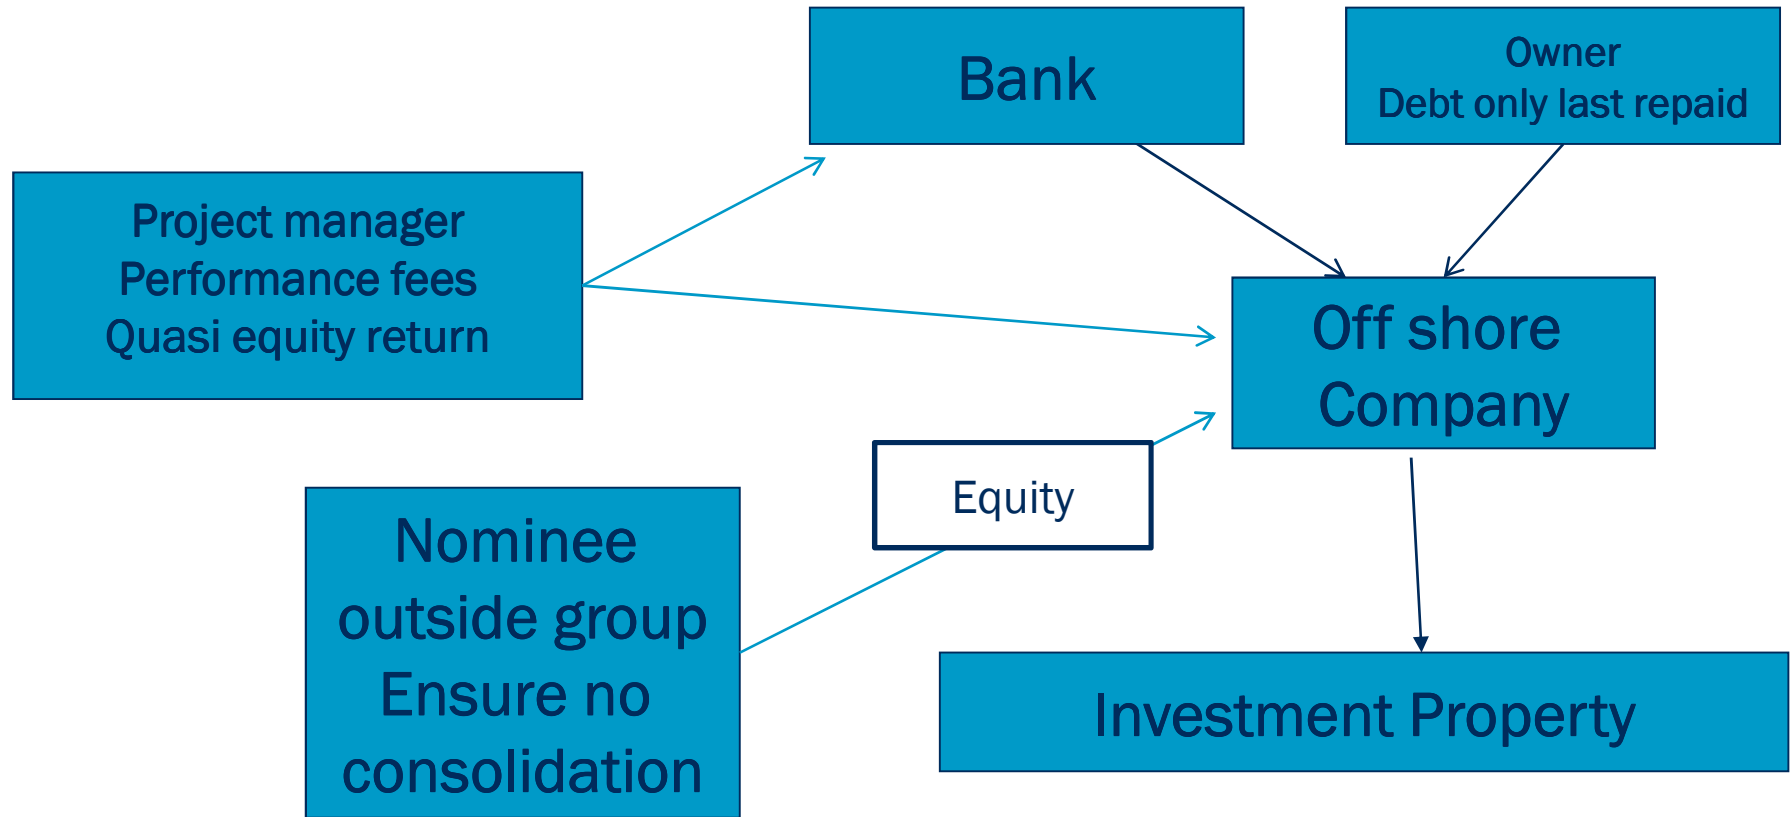 Bank
Owner
Debt only last repaid
Project manager
Performance fees
Quasi equity return
Off shore
Company
Equity
Nominee
outside group
Ensure no
consolidation
Investment Property